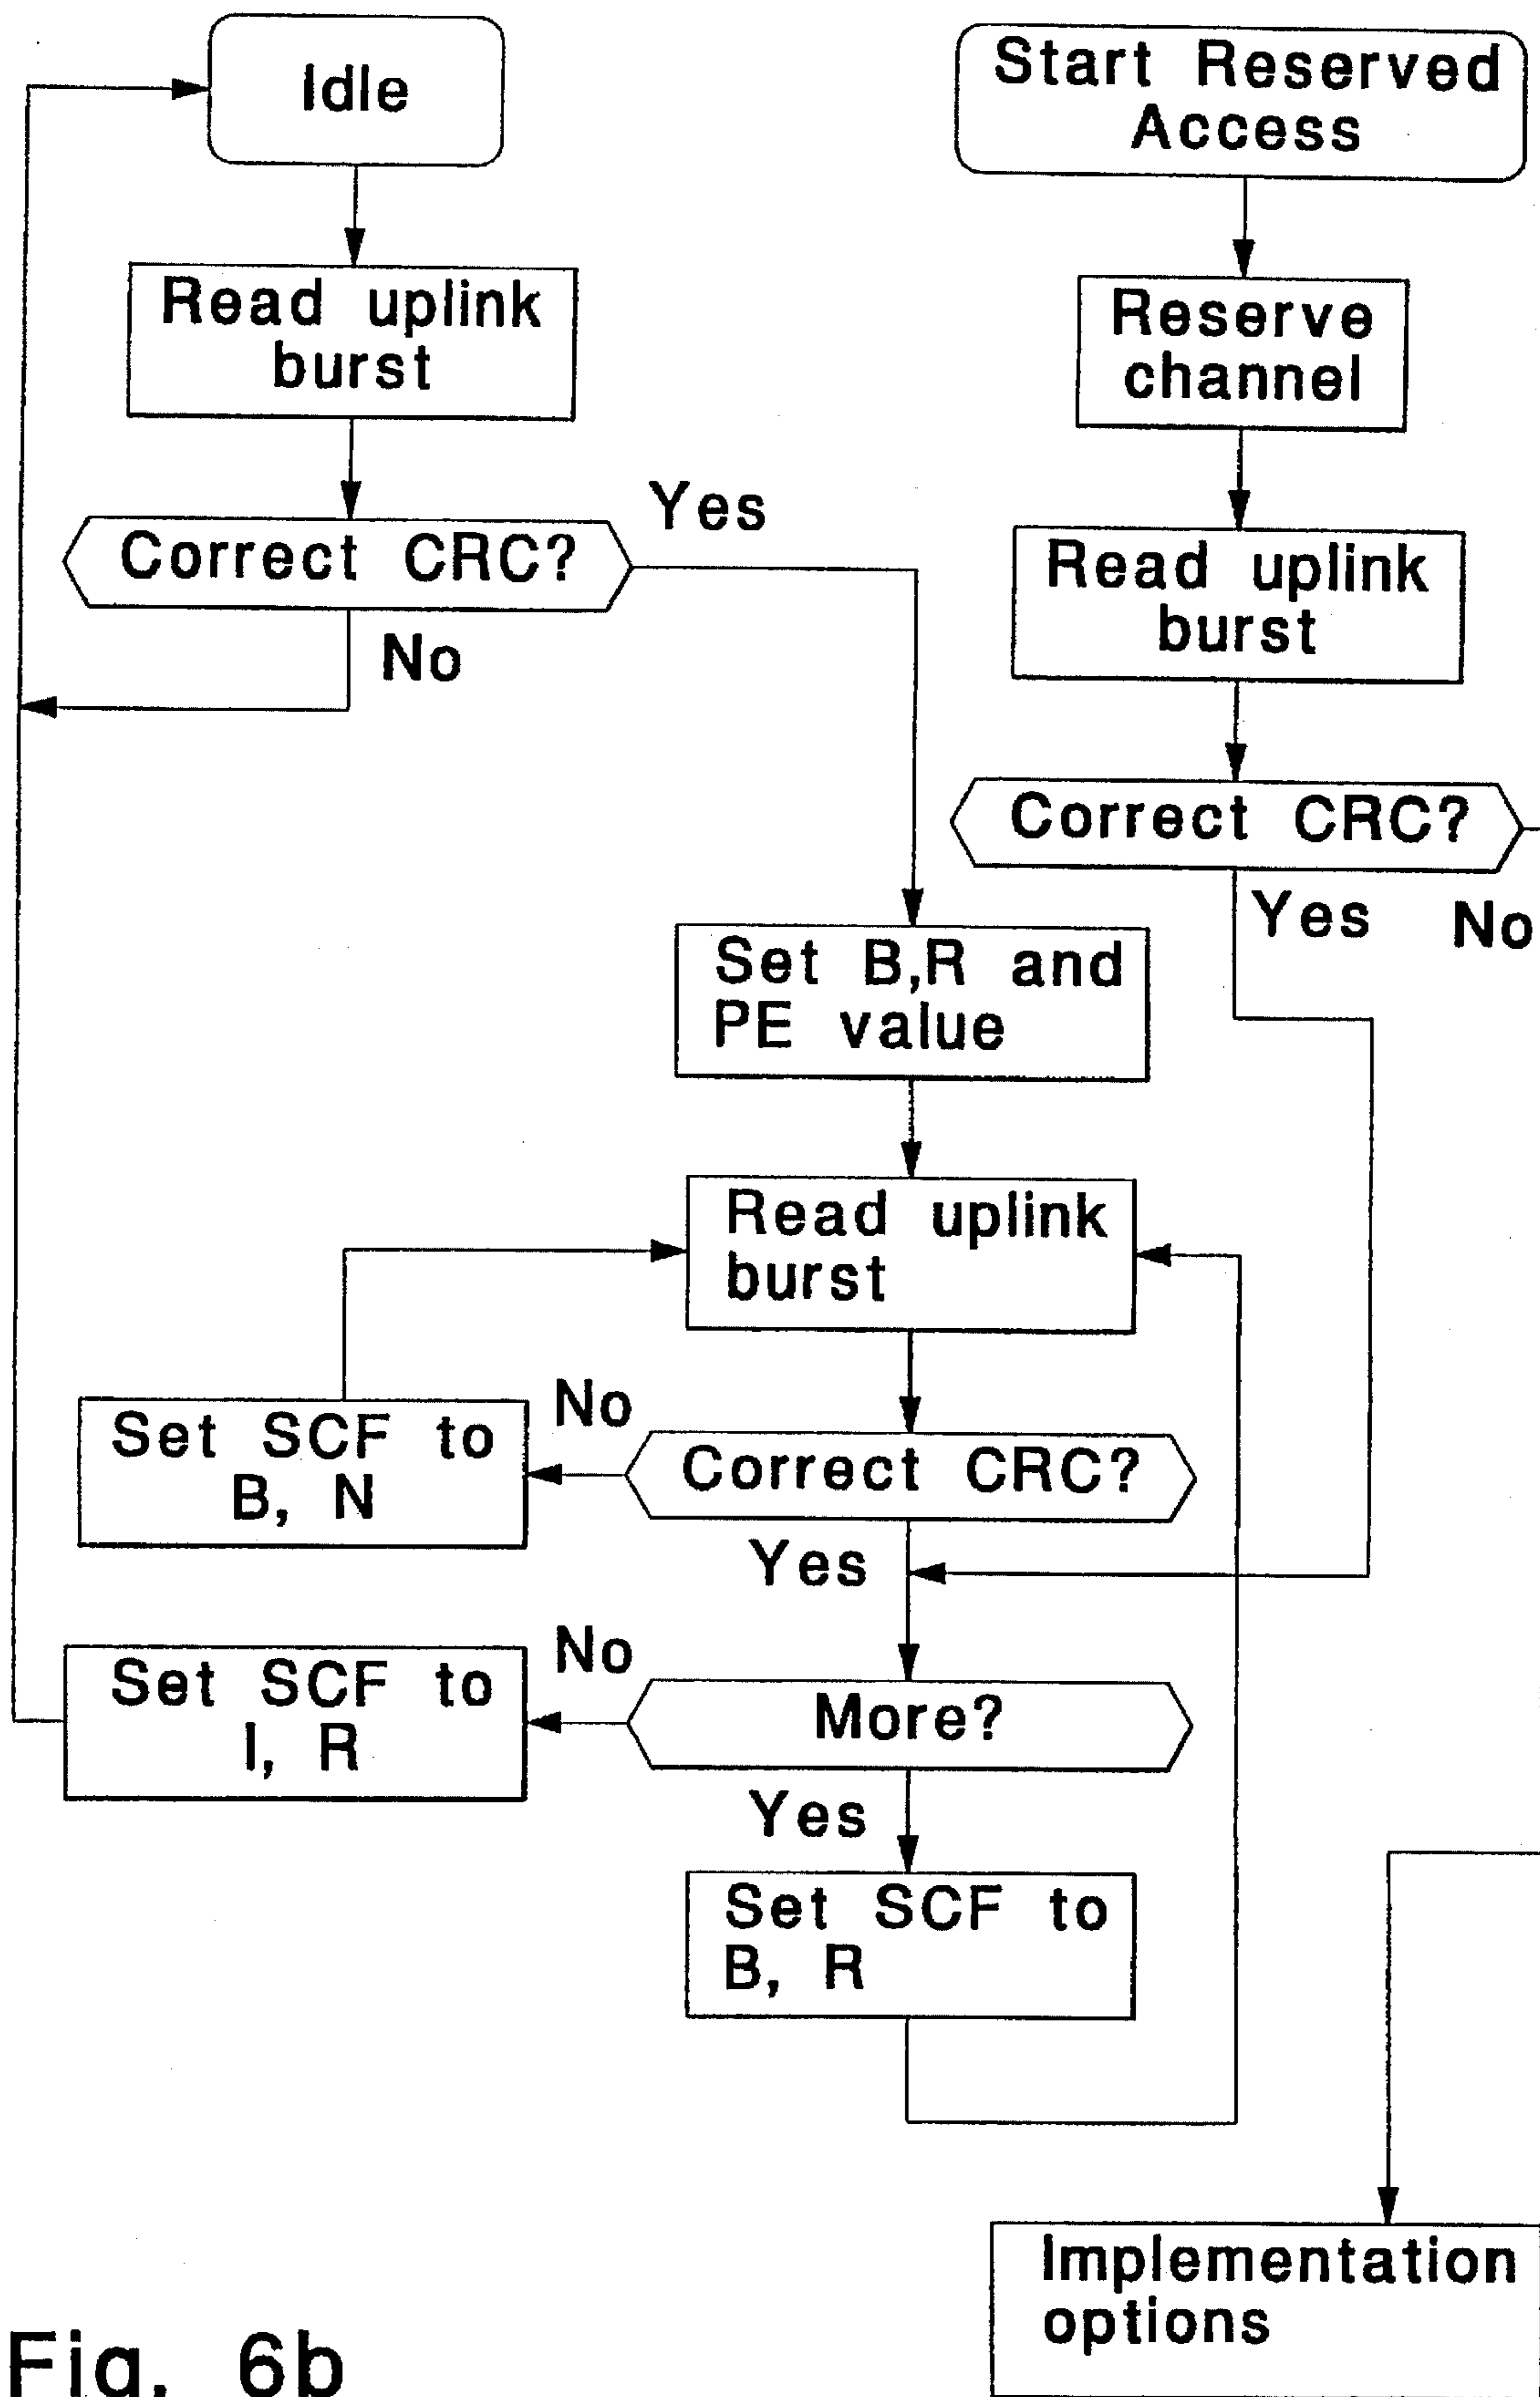 Idle
Start Reserved
Access
Read uplink
burst
Reserve
channel
Correct CRC?
Yes
No
Read uplink
burst
Correct CRC?
Yes
No
Set B,R and
PE value
Read uplink
burst
No
Set SCF to
B, N
Correct CRC?
Yes
No
Set SCF to
I, R
More?
Yes
Set SCF to
B, R
Implementation
options
Fig. 6b